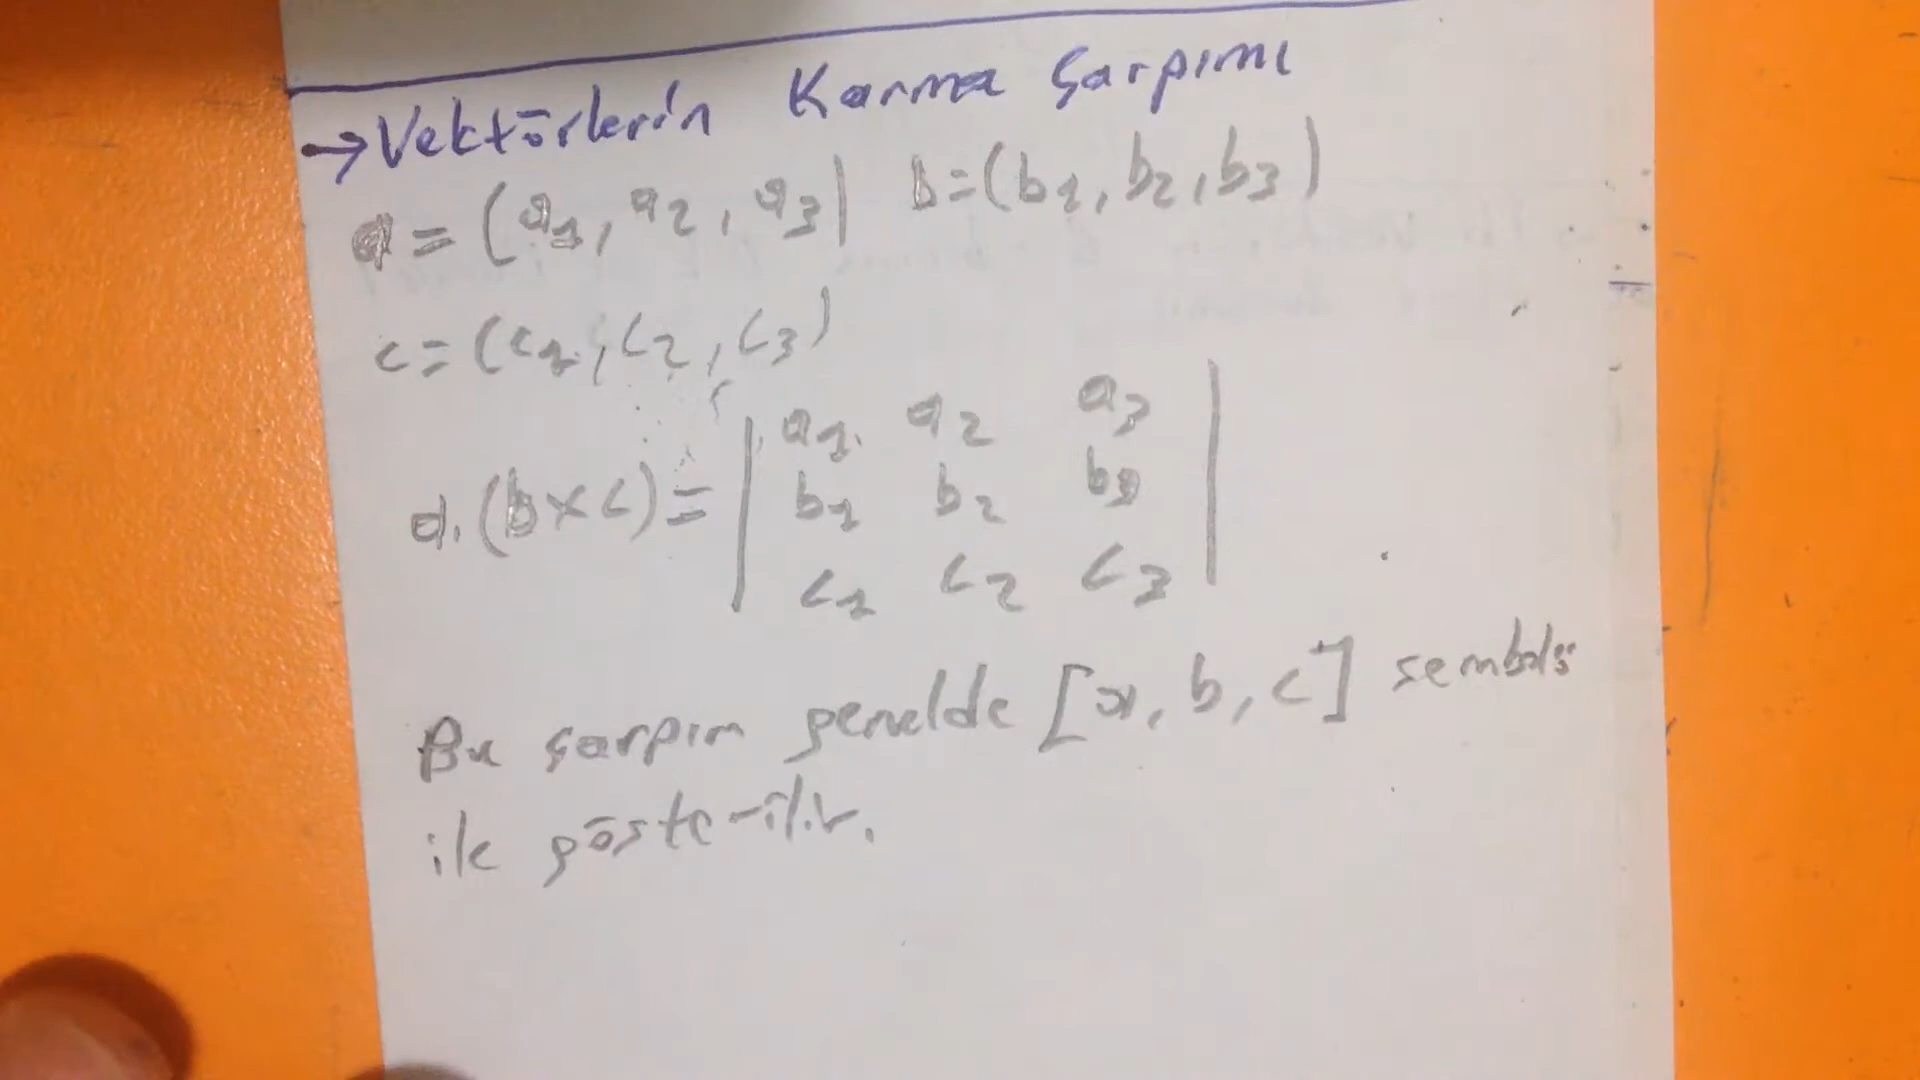 →Vektörlerin Karma Çarpımı
a = (a1, a2, a3) b=(b1, b2, b3)
c = (c1, c2, c3)
a1 a2 a3
a.(b x c) = | b1 b2 b3 |
c1 c2 c3
Bu çarpım genelde [a, b, c] sembolü
ile gösterilir.